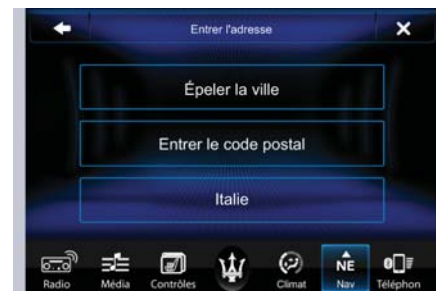 Entrer l'adresse
Épeler la ville
Entrer le code postal
Italie
NE
Radio Média Contrôles Climat Nav Téléphon